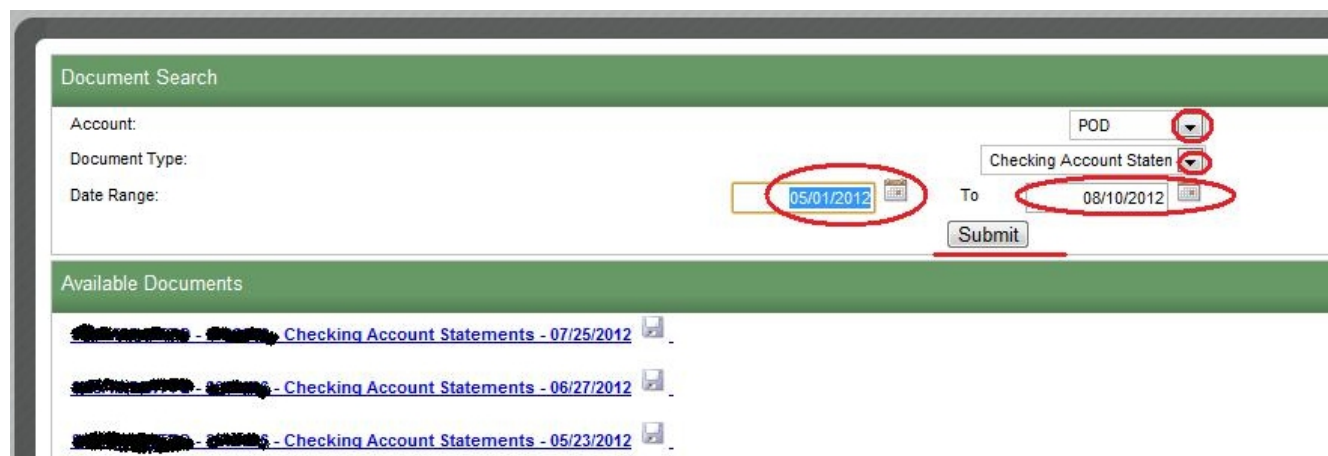 Document Search
Account: POD
Document Type: Checking Account Staten
Date Range: 05/01/2012 To 08/10/2012
Submit
Available Documents
- Checking Account Statements - 07/25/2012
- - Checking Account Statements - 06/27/2012
- - Checking Account Statements - 05/23/2012